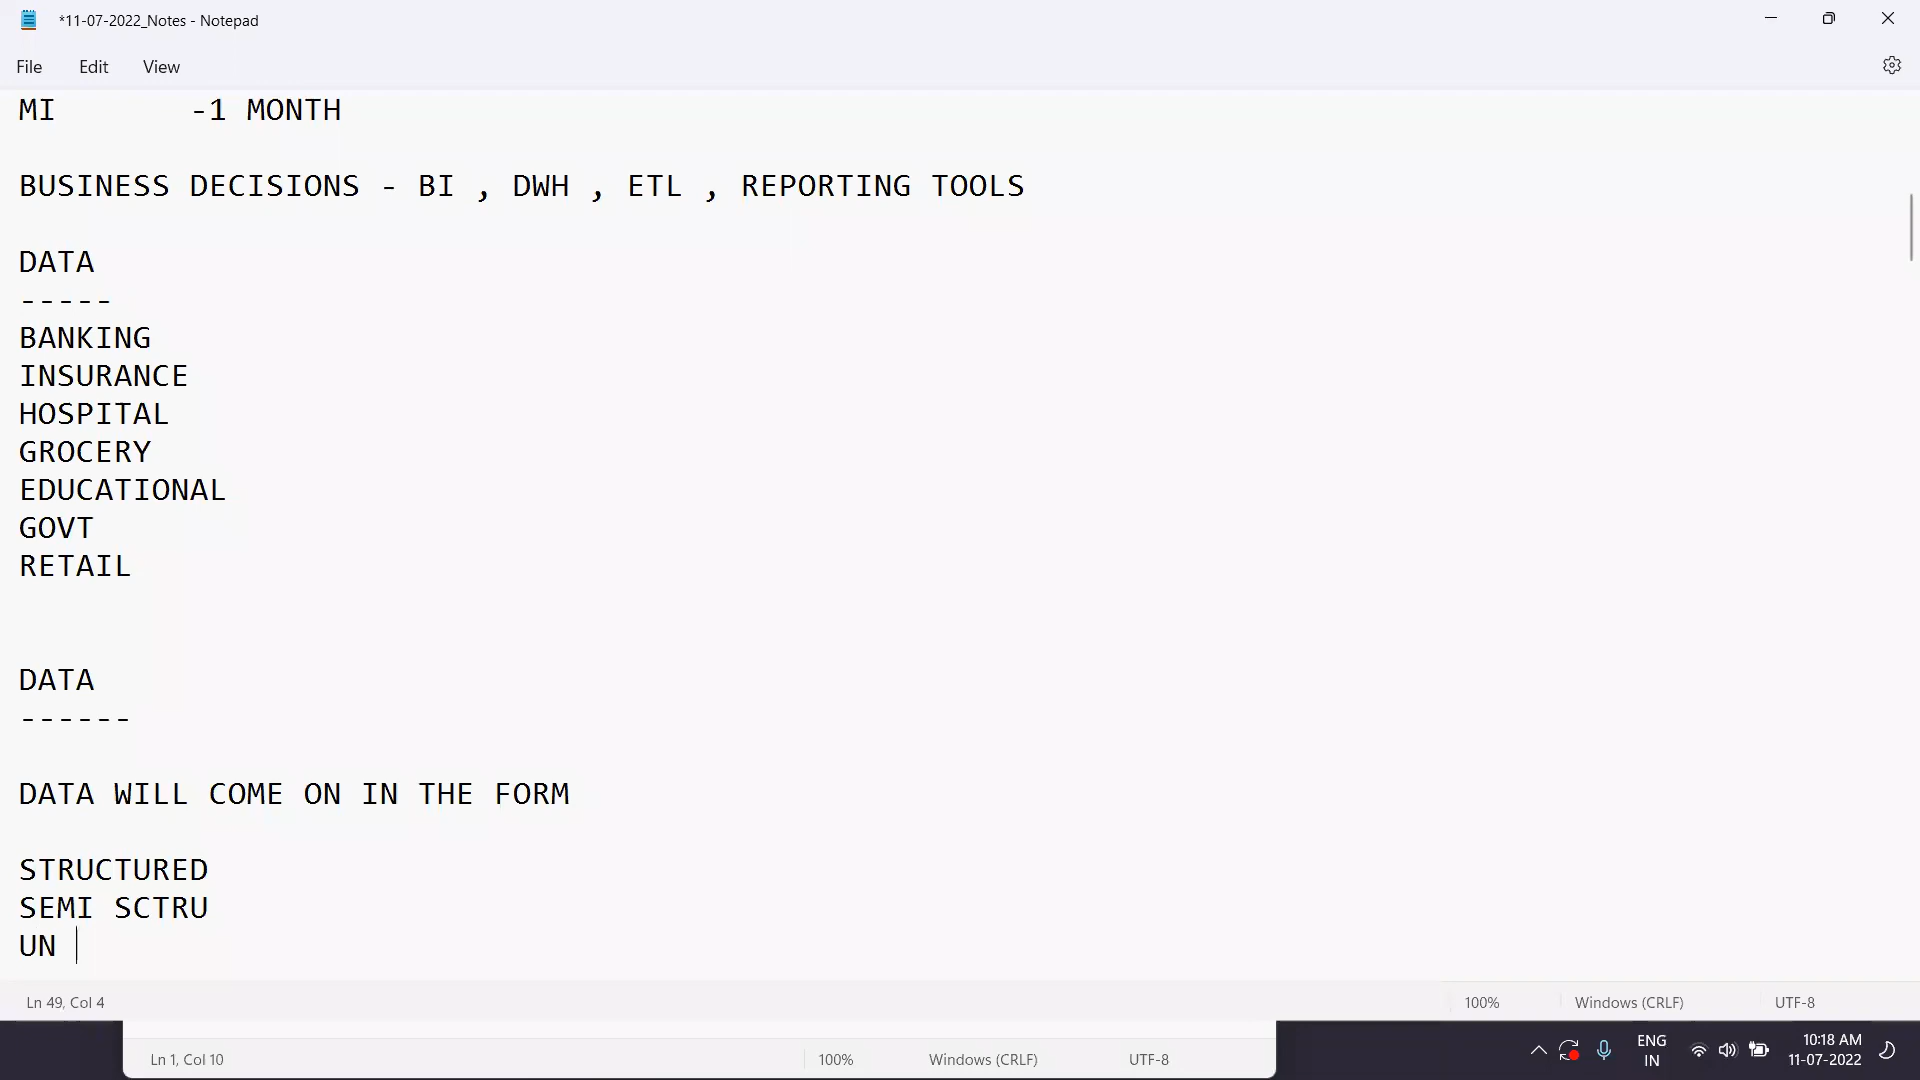 *11-07-2022_Notes - Notepad
File Edit View
MI -1 MONTH
BUSINESS DECISIONS - BI , DWH , ETL , REPORTING TOOLS
DATA
-----
BANKING
INSURANCE
HOSPITAL
GROCERY
EDUCATIONAL
GOVT
RETAIL
DATA
------
DATA WILL COME ON IN THE FORM
STRUCTURED
SEMI SCTRU
UN
Ln 49, Col 4 100% Windows (CRLF) UTF-8
Ln 1, Col 10 100% Windows (CRLF) UTF-8
ENG
IN
10:18 AM
11-07-2022